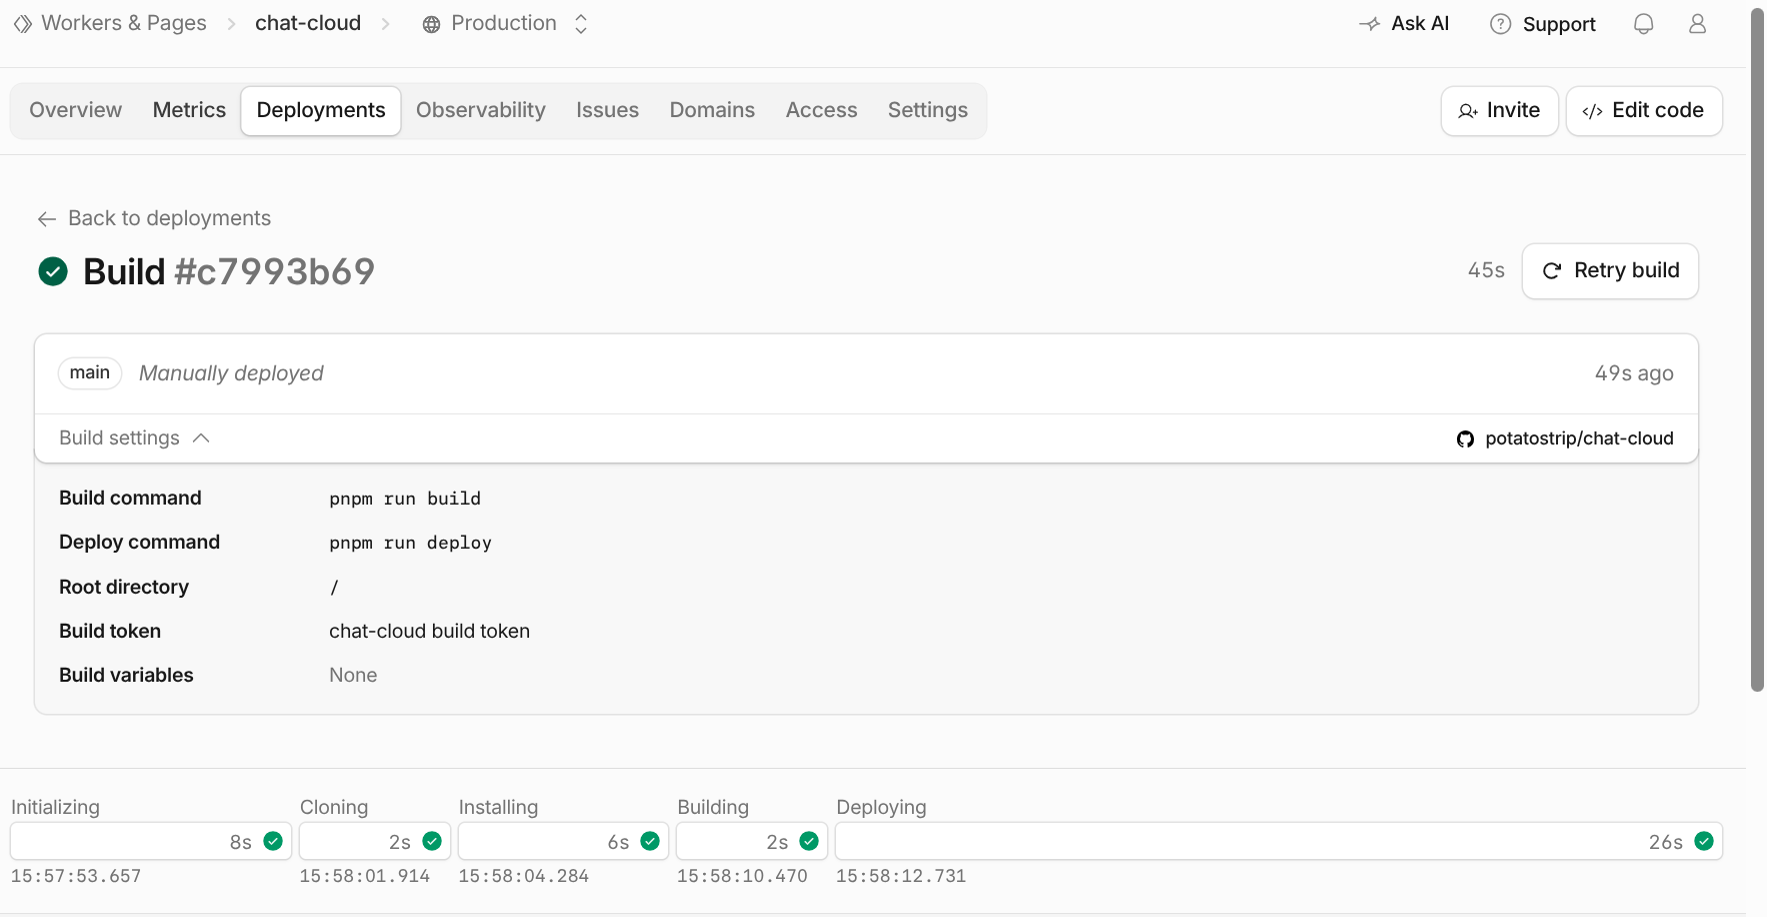 Workers & Pages > chat-cloud > Production
Ask AI Support
Overview Metrics Deployments Observability Issues Domains Access Settings
Invite Edit code
Back to deployments
Build #c7993b69
45s Retry build
main Manually deployed 49s ago
Build settings potatostrip/chat-cloud
Build command pnpm run build
Deploy command pnpm run deploy
Root directory /
Build token chat-cloud build token
Build variables None
Initializing Cloning Installing Building Deploying
8s 2s 6s 2s 26s
15:57:53.657 15:58:01.914 15:58:04.284 15:58:10.470 15:58:12.731